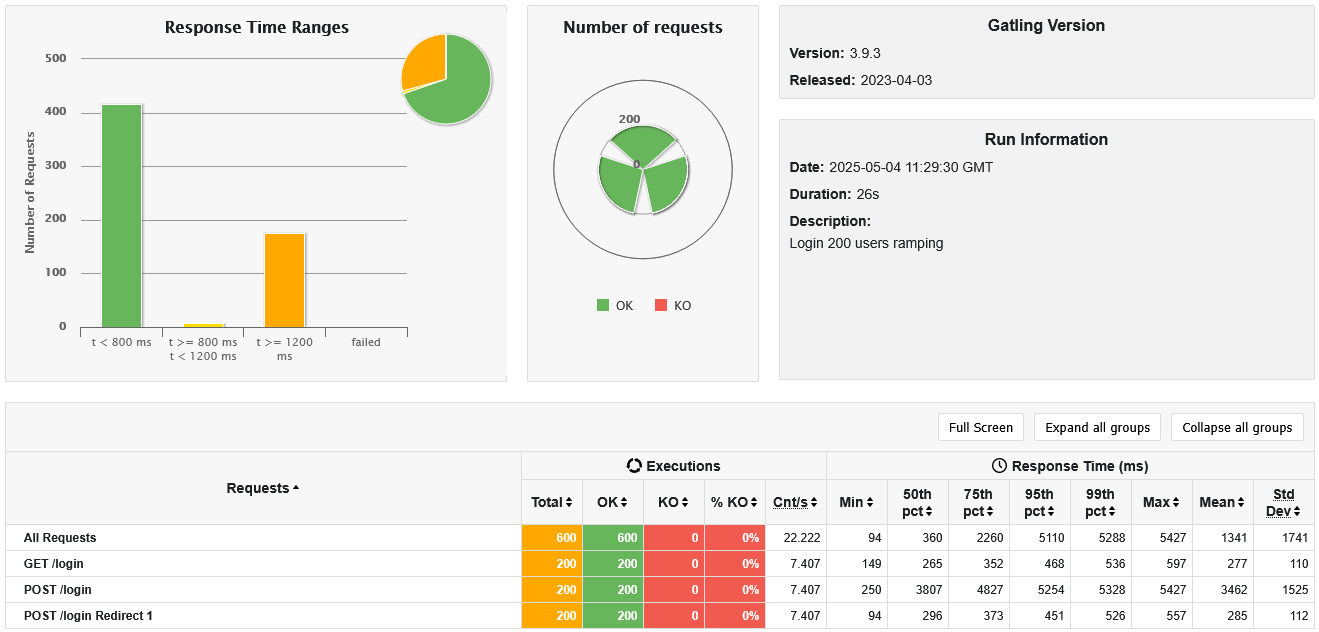 Response Time Ranges
500
400
300
200
100
0
Number of Requests
t < 800 ms
t >= 800 ms
t < 1200 ms
t >= 1200
ms
failed
Number of requests
200
0
OK KO
Gatling Version
Version: 3.9.3
Released: 2023-04-03
Run Information
Date: 2025-05-04 11:29:30 GMT
Duration: 26s
Description:
Login 200 users ramping
Full Screen Expand all groups Collapse all groups
Requests Executions Response Time (ms)
Total OK KO % KO Cnt/s Min 50th pct 75th pct 95th pct 99th pct Max Mean Std Dev
All Requests 600 600 0 0% 22.222 94 360 2260 5110 5288 5427 1341 1741
GET /login 200 200 0 0% 7.407 149 265 352 468 536 597 277 110
POST /login 200 200 0 0% 7.407 250 3807 4827 5254 5328 5427 3462 1525
POST /login Redirect 1 200 200 0 0% 7.407 94 296 373 451 526 557 285 112